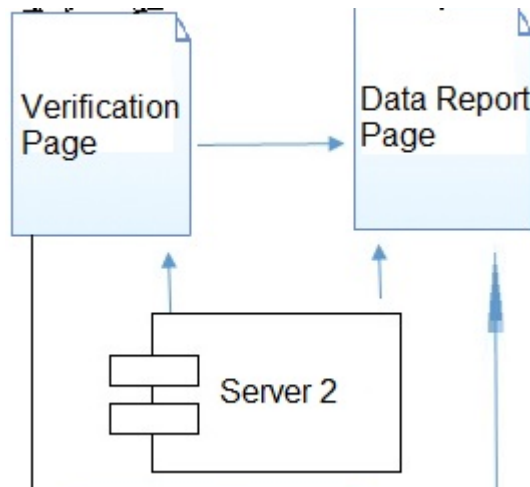 Verification
Page
Data Report
Page
Server 2